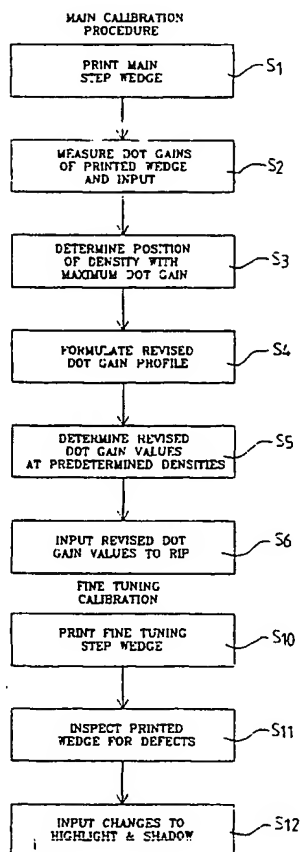 MAIN CALIBRATION
PROCEDURE
PRINT MAIN
STEP WEDGE
S1
MEASURE DOT GAINS
OF PRINTED WEDGE
AND INPUT
S2
DETERMINE POSITION
OF DENSITY WITH
MAXIMUM DOT GAIN
S3
FORMULATE REVISED
DOT GAIN PROFILE
S4
DETERMINE REVISED
DOT GAIN VALUES
AT PREDETERMINED DENSITIES
S5
INPUT REVISED DOT
GAIN VALUES TO RIP
S6
FINE TUNING
CALIBRATION
PRINT FINE TUNING
STEP WEDGE
S10
INSPECT PRINTED
WEDGE FOR DEFECTS
S11
INPUT CHANGES TO
HIGHLIGHT & SHADOW
S12